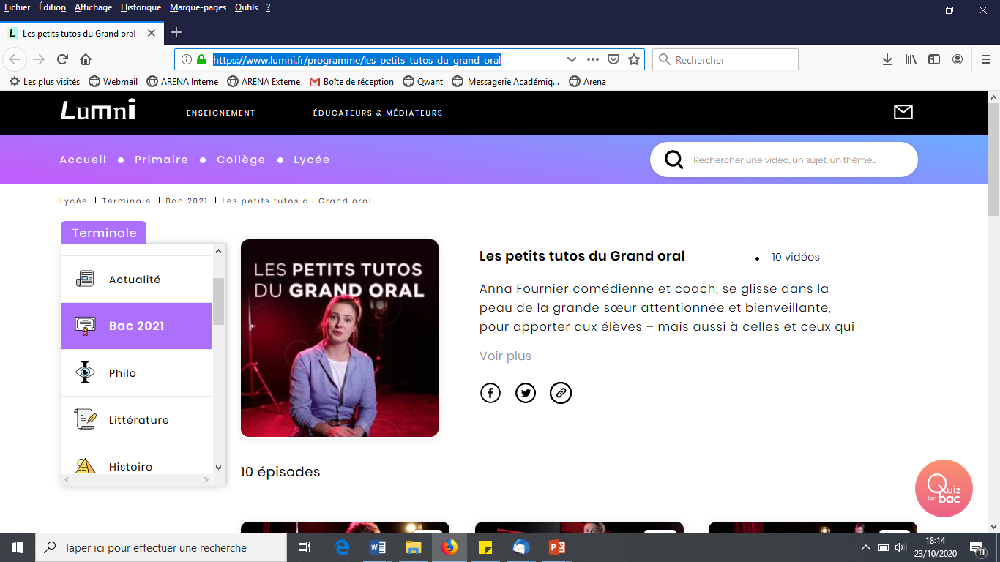 Fichier Édition Affichage Historique Marque-pages Outils ?
Les petits tutos du Grand oral -
https://www.lumni.fr/programme/les-petits-tutos-du-grand-oral
Rechercher
Les plus visités Webmail ARENA Interne ARENA Externe Boîte de réception Qwant Messagerie Académiq... Arena
Lumni ENSEIGNEMENT ÉDUCATEURS & MÉDIATEURS
Accueil Primaire Collège Lycée
Rechercher une vidéo, un sujet, un thème...
Lycée Terminale Bac 2021 Les petits tutos du Grand oral
Terminale
Actualité
Bac 2021
Philo
Littérature
Histoire
LES PETITS TUTOS
DU GRAND ORAL
Les petits tutos du Grand oral
10 vidéos
Anna Fournier comédienne et coach, se glisse dans la
peau de la grande sœur attentionnée et bienveillante,
pour apporter aux élèves – mais aussi à celles et ceux qui
Voir plus
10 épisodes
Quiz
ton bac
Taper ici pour effectuer une recherche
18:14
23/10/2020
11